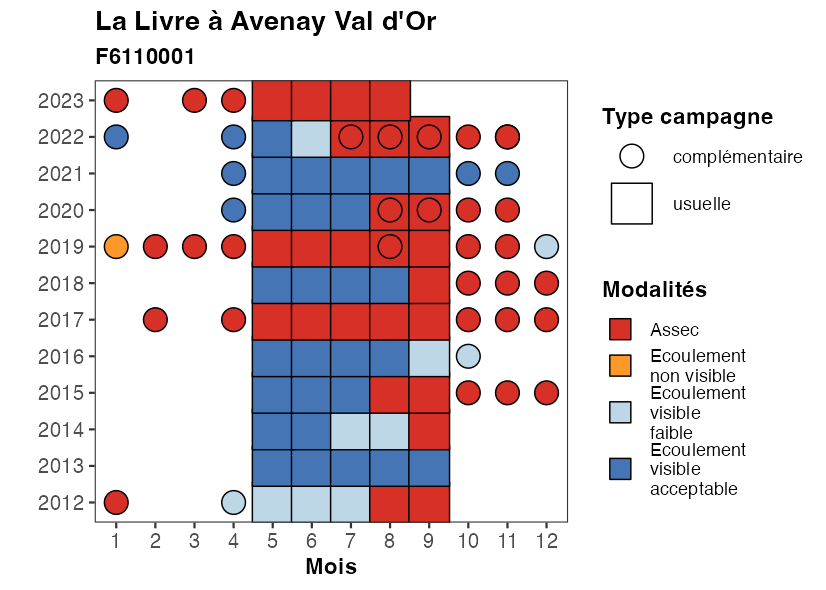 La Livre à Avenay Val d'Or
F6110001
2023
2022
2021
2020
2019
2018
2017
2016
2015
2014
2013
2012
1 2 3 4 5 6 7 8 9 10 11 12
Mois
Type campagne
complémentaire
usuelle
Modalités
Assec
Ecoulement
non visible
Ecoulement
visible
faible
Ecoulement
visible
acceptable